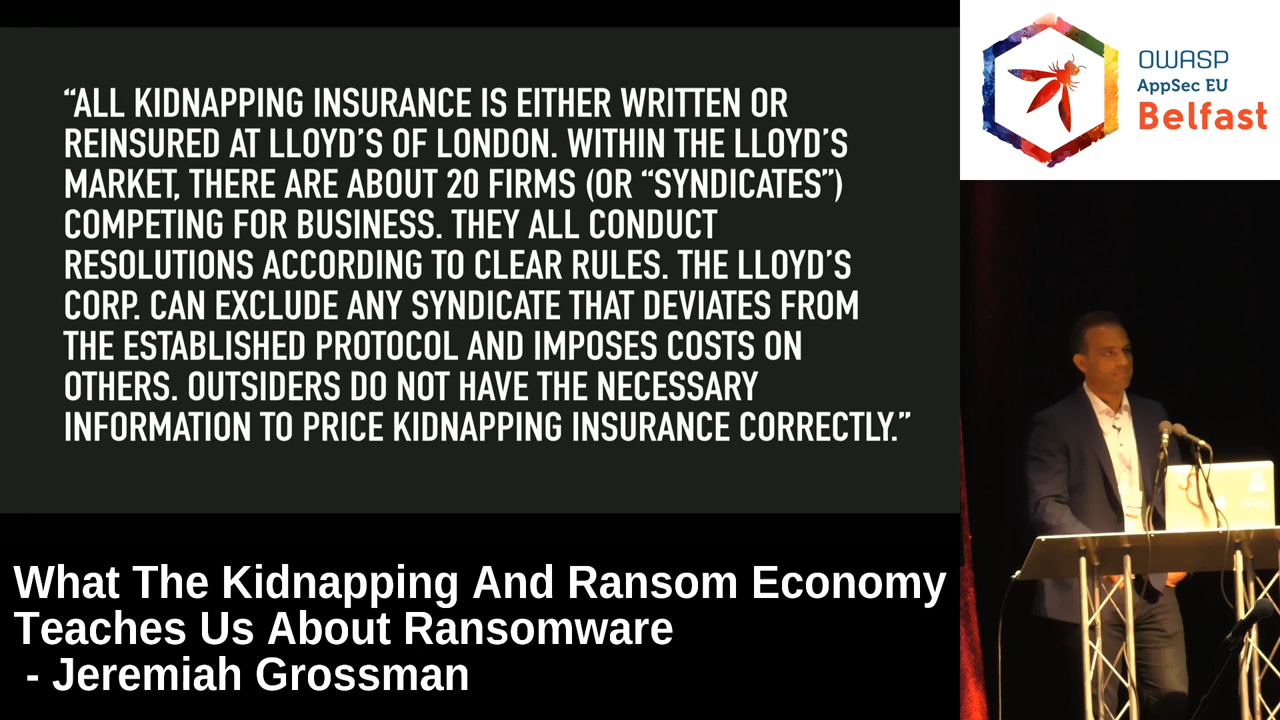 “ALL KIDNAPPING INSURANCE IS EITHER WRITTEN OR
REINSURED AT LLOYD’S OF LONDON. WITHIN THE LLOYD’S
MARKET, THERE ARE ABOUT 20 FIRMS (OR “SYNDICATES”)
COMPETING FOR BUSINESS. THEY ALL CONDUCT
RESOLUTIONS ACCORDING TO CLEAR RULES. THE LLOYD’S
CORP. CAN EXCLUDE ANY SYNDICATE THAT DEVIATES FROM
THE ESTABLISHED PROTOCOL AND IMPOSES COSTS ON
OTHERS. OUTSIDERS DO NOT HAVE THE NECESSARY
INFORMATION TO PRICE KIDNAPPING INSURANCE CORRECTLY.”
OWASP
AppSec EU
Belfast
What The Kidnapping And Ransom Economy
Teaches Us About Ransomware
- Jeremiah Grossman